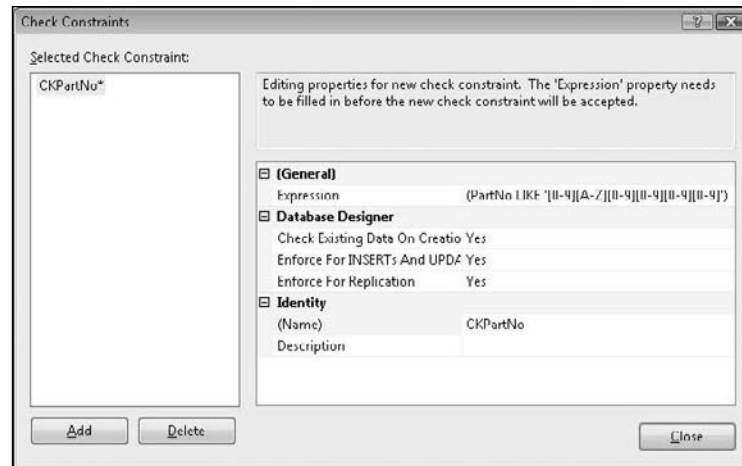 Check Constraints
Selected Check Constraint:
CKPartNo*
Editing properties for new check constraint. The 'Expression' property needs
to be filled in before the new check constraint will be accepted.
(General)
Expression (PartNo LIKE '[0-9][A-Z][0-9][0-9][0-9][0-9]')
Database Designer
Check Existing Data On Creatio Yes
Enforce For INSERTs And UPDA Yes
Enforce For Replication Yes
Identity
(Name) CKPartNo
Description
Add Delete Close